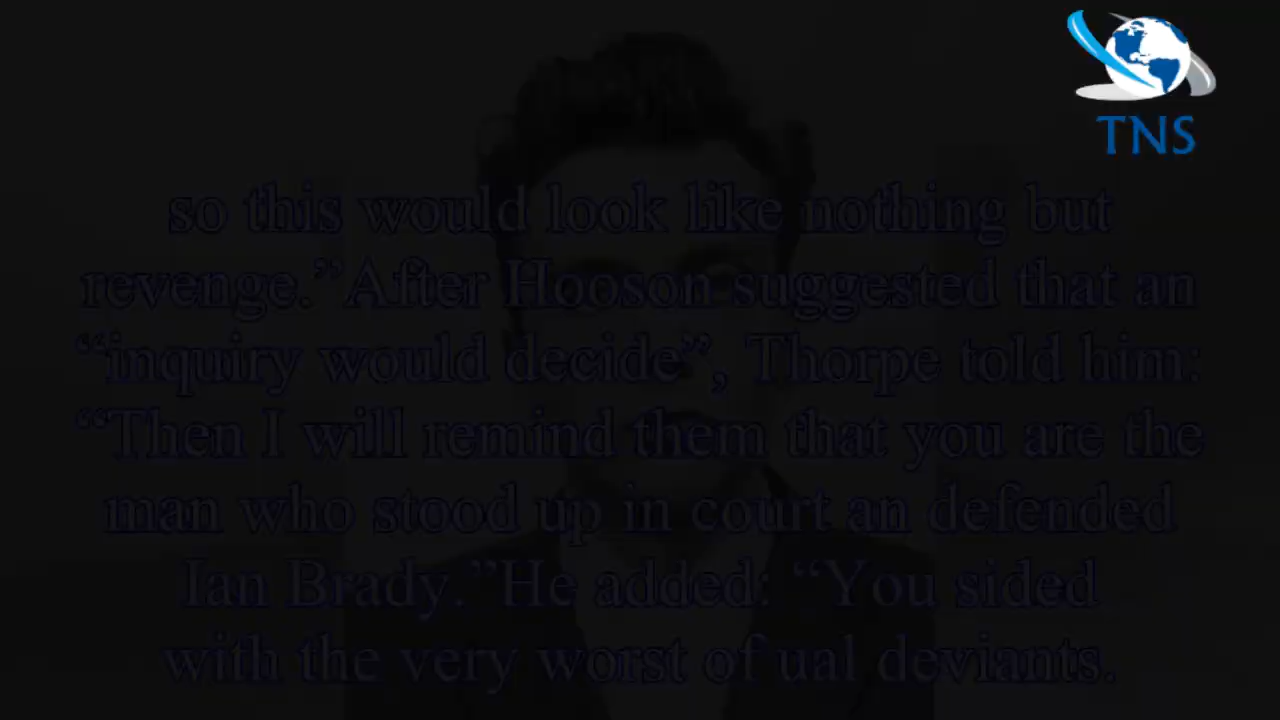 TNS
so this would look like nothing but
revenge.”After Hooson suggested that an
“inquiry would decide”, Thorpe told him:
“Then I will remind them that you are the
man who stood up in court an defended
Ian Brady.”He added: “You sided
with the very worst of ual deviants.